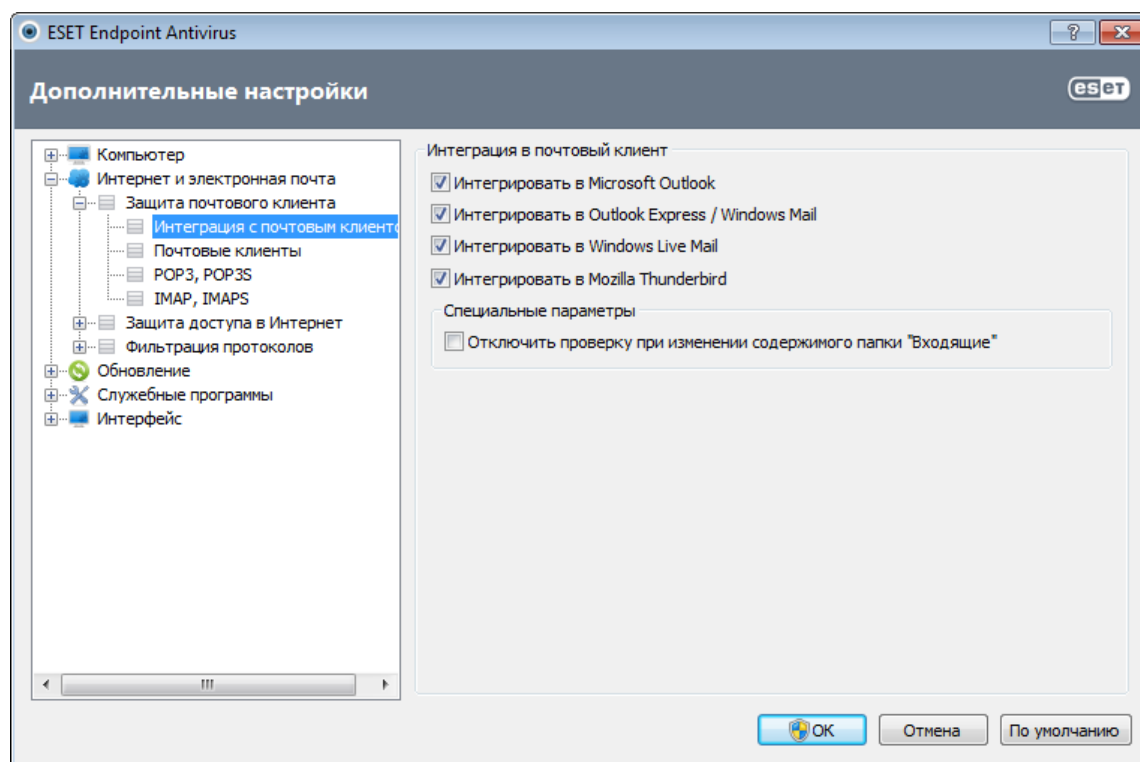 ESET Endpoint Antivirus
Дополнительные настройки
eset
Компьютер
Интернет и электронная почта
Защита почтового клиента
Интеграция с почтовым клиенто
Почтовые клиенты
POP3, POP3S
IMAP, IMAPS
Защита доступа в Интернет
Фильтрация протоколов
Обновление
Служебные программы
Интерфейс
Интеграция в почтовый клиент
Интегрировать в Microsoft Outlook
Интегрировать в Outlook Express / Windows Mail
Интегрировать в Windows Live Mail
Интегрировать в Mozilla Thunderbird
Специальные параметры
Отключить проверку при изменении содержимого папки "Входящие"
OK
Отмена
По умолчанию